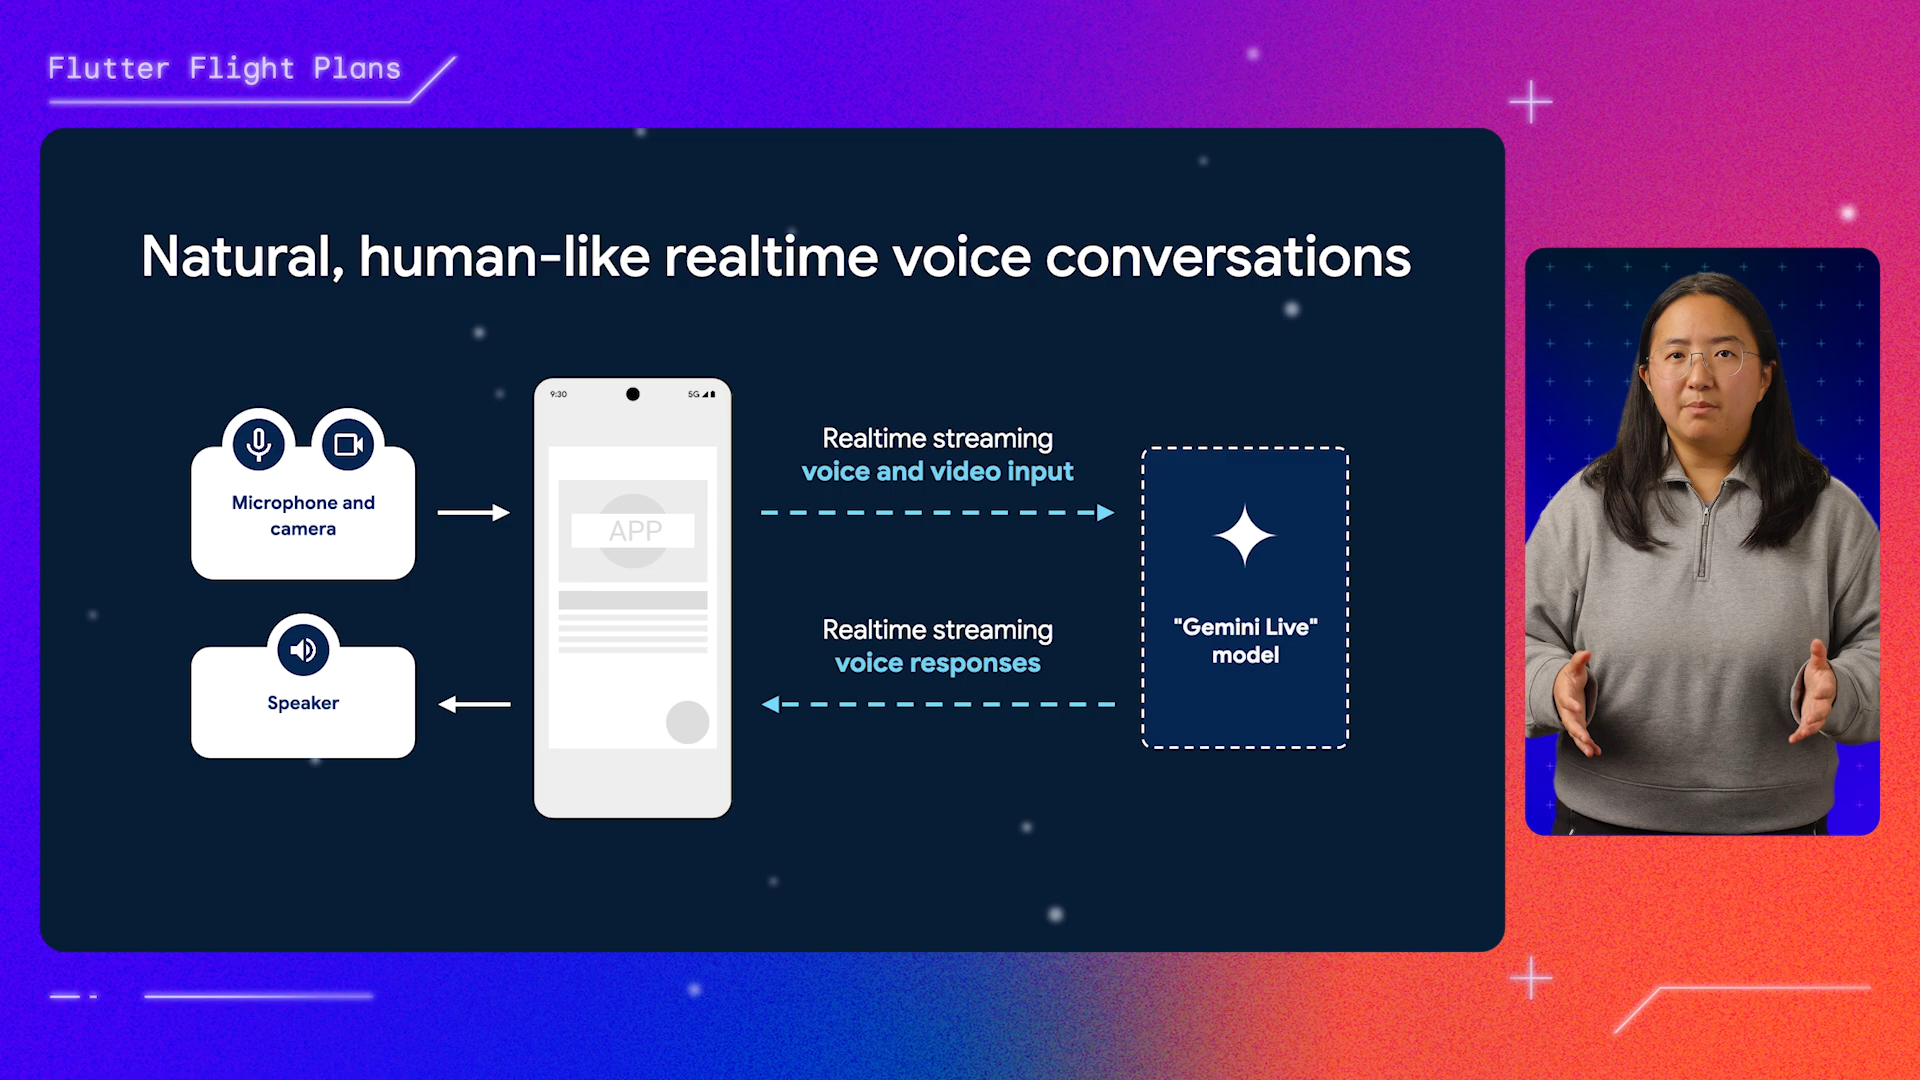 Flutter Flight Plans
Natural, human-like realtime voice conversations
Microphone and
camera
Speaker
9:30
5G
APP
Realtime streaming
voice and video input
Realtime streaming
voice responses
"Gemini Live"
model